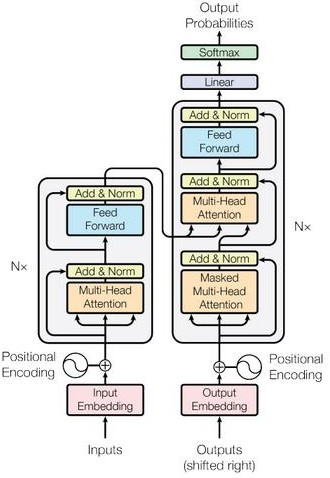 Output
Probabilities
Softmax
Linear
Add & Norm
Feed
Forward
Add & Norm
Multi-Head
Attention
Add & Norm
Masked
Multi-Head
Attention
N×
Add & Norm
Feed
Forward
Add & Norm
Multi-Head
Attention
N×
Positional
Encoding
Positional
Encoding
Input
Embedding
Output
Embedding
Inputs
Outputs
(shifted right)